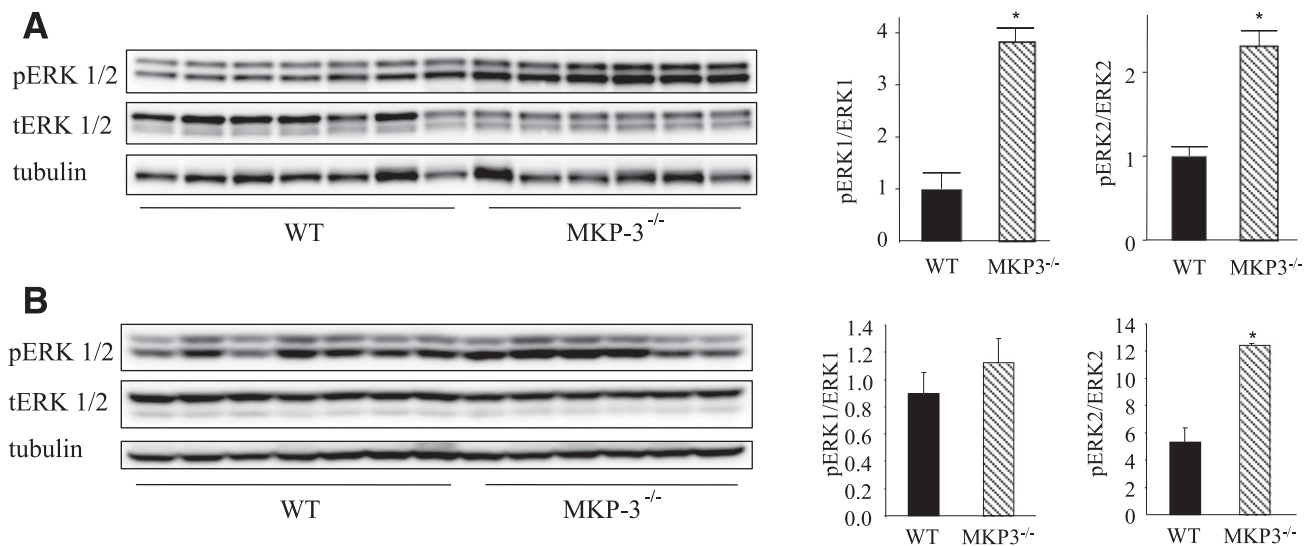 A
pERK 1/2
tERK 1/2
tubulin
WT
MKP-3-/-
pERK1/ERK1
4
3
2
1
0
*
WT
MKP3-/-
pERK2/ERK2
2
1
0
*
WT
MKP3-/-
B
pERK 1/2
tERK 1/2
tubulin
WT
MKP-3-/-
pERK1/ERK1
1.4
1.2
1.0
0.8
0.6
0.4
0.2
0.0
WT
MKP3-/-
pERK2/ERK2
14
12
10
8
6
4
2
0
*
WT
MKP3-/-